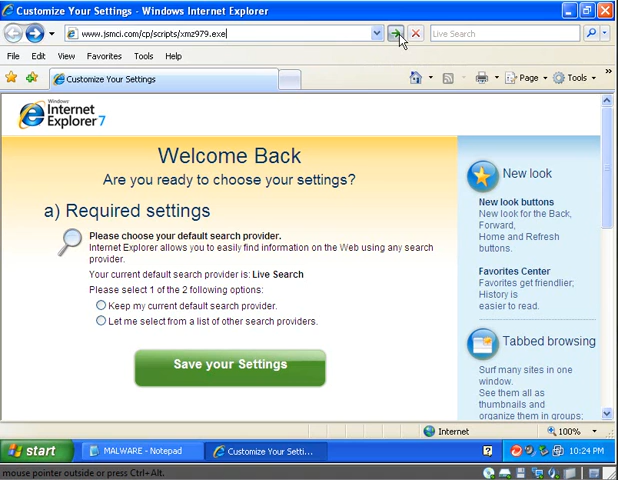 Customize Your Settings - Windows Internet Explorer
www.jsmci.com/cp/scripts/xmz979.exe
Live Search
File Edit View Favorites Tools Help
Customize Your Settings
Page Tools
Windows
Internet
Explorer 7
Welcome Back
Are you ready to choose your settings?
a) Required settings
Please choose your default search provider.
Internet Explorer allows you to easily find information on the Web using any search
provider.
Your current default search provider is: Live Search
Please select 1 of the 2 following options:
Keep my current default search provider.
Let me select from a list of other search providers.
Save your Settings
New look
New look buttons
New look for the Back,
Forward,
Home and Refresh
buttons.
Favorites Center
Favorites get friendlier;
History is
easier to read.
Tabbed browsing
Surf many sites in one
window.
See them all as
thumbnails and
organize them in groups;
Internet
100%
start
MALWARE - Notepad
Customize Your Setti...
?
10:24 PM
mouse pointer outside or press Ctrl+Alt.